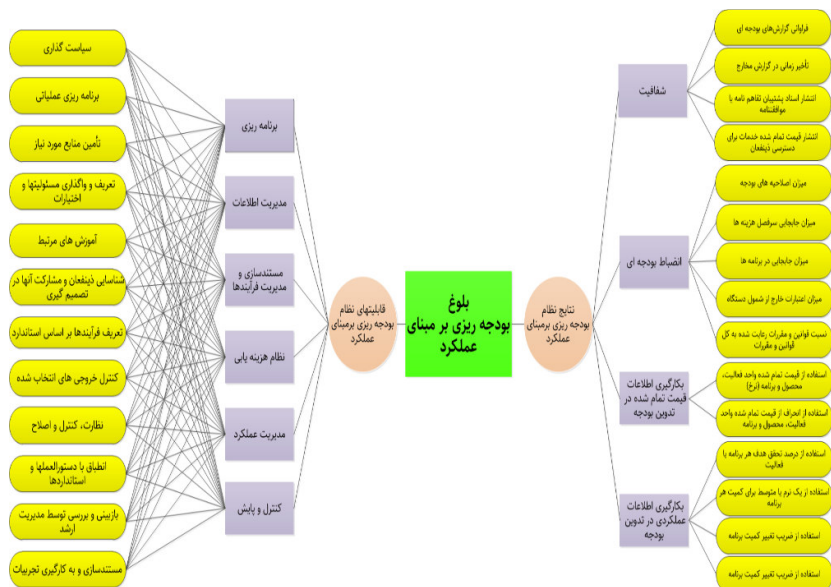 فراوانی گزارش‌های بودجه ای
تأخیر زمانی در گزارش مخارج
انتشار اسناد پشتیبان تفاهم نامه یا
موافقتنامه
انتشار قیمت تمام شده خدمات برای
دسترسی ذینفعان
میزان اصلاحیه های بودجه
میزان جابجایی سرفصل هزینه ها
میزان جابجایی در برنامه ها
میزان اعتبارات خارج از شمول دستگاه
نسبت قوانین و مقررات رعایت شده به کل
قوانین و مقررات
استفاده از قیمت تمام شده واحد فعالیت،
محصول و برنامه (نرخ)
استفاده از انحراف از قیمت تمام شده واحد
فعالیت، محصول و برنامه
استفاده از درصد تحقق هدف هر برنامه یا
فعالیت
استفاده از یک نرم یا متوسط برای کمیت هر
برنامه
استفاده از ضریب تغییر کمیت برنامه
استفاده از ضریب تغییر کمیت برنامه
شفافیت
انضباط بودجه ای
بکارگیری اطلاعات
قیمت تمام شده در
تدوین بودجه
بکارگیری اطلاعات
عملکردی در تدوین
بودجه
نتایج نظام
بودجه ریزی برمبنای
عملکرد
بلوغ
بودجه ریزی بر مبنای
عملکرد
قابلیتهای نظام
بودجه ریزی برمبنای
عملکرد
برنامه ریزی
مدیریت اطلاعات
مستندسازی و
مدیریت فرآیندها
نظام هزینه یابی
مدیریت عملکرد
کنترل و پایش
سیاست گذاری
برنامه ریزی عملیاتی
تأمین منابع مورد نیاز
تعریف و واگذاری مسئولیتها و
اختیارات
آموزش های مرتبط
شناسایی ذینفعان و مشارکت آنها در
تصمیم گیری
تعریف فرآیندها بر اساس استاندارد
کنترل خروجی های انتخاب شده
نظارت، کنترل و اصلاح
انطباق با دستورالعملها و
استانداردها
بازبینی و بررسی توسط مدیریت
ارشد
مستندسازی و به کارگیری تجربیات